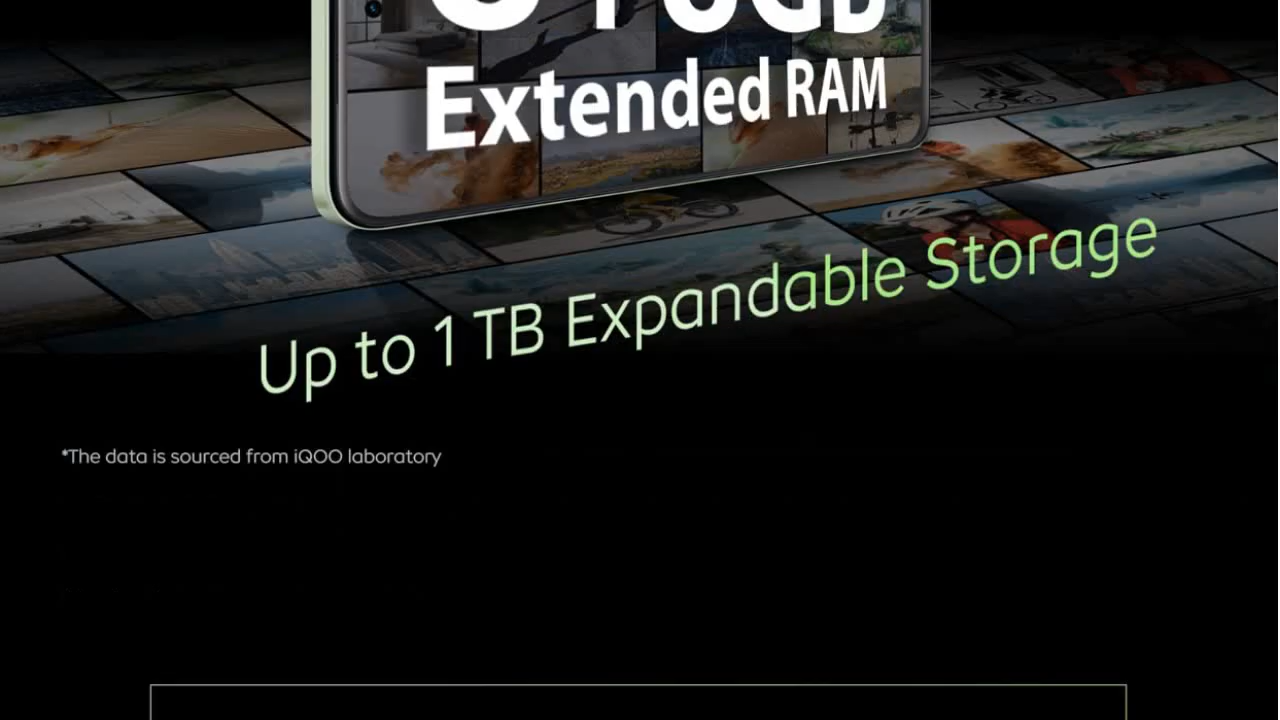 Extended RAM
Up to 1 TB Expandable Storage
*The data is sourced from iQOO laboratory